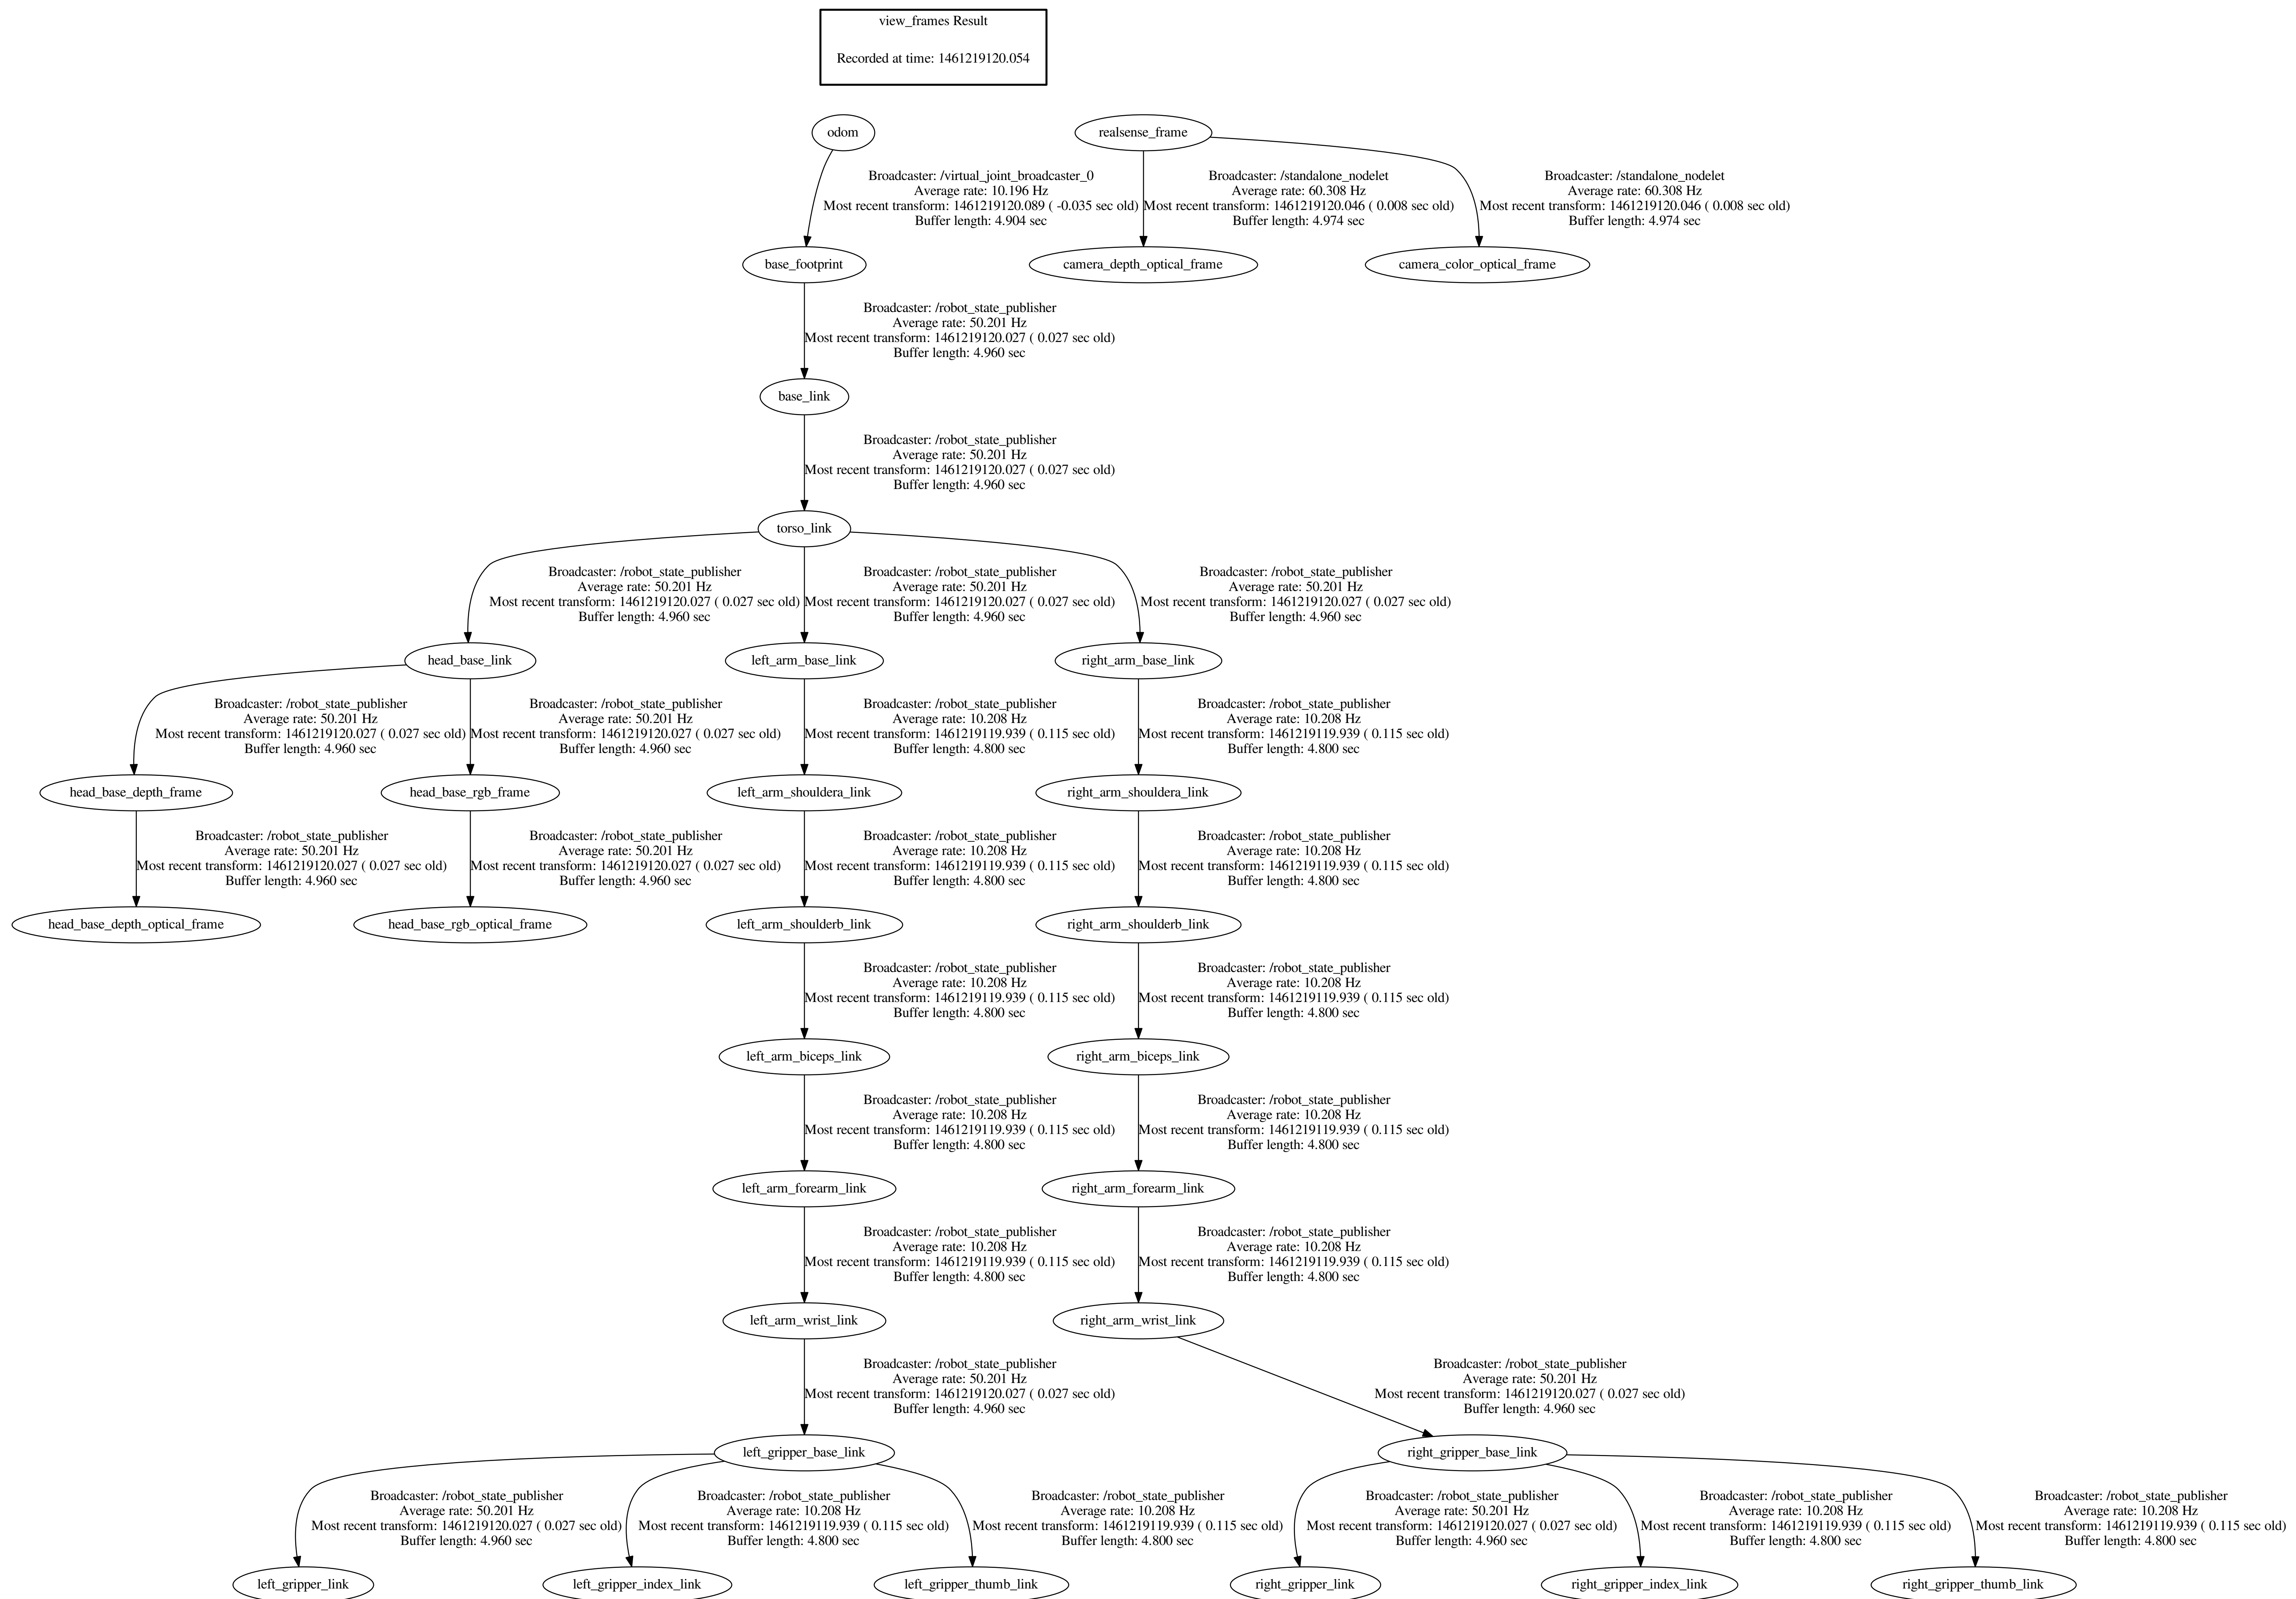 view_frames Result
Recorded at time: 1461219120.054
odom
realsense_frame
Broadcaster: /virtual_joint_broadcaster_0
Average rate: 10.196 Hz
Most recent transform: 1461219120.089 ( -0.035 sec old)
Buffer length: 4.904 sec
Broadcaster: /standalone_nodelet
Average rate: 60.308 Hz
Most recent transform: 1461219120.046 ( 0.008 sec old)
Buffer length: 4.974 sec
Broadcaster: /standalone_nodelet
Average rate: 60.308 Hz
Most recent transform: 1461219120.046 ( 0.008 sec old)
Buffer length: 4.974 sec
base_footprint
camera_depth_optical_frame
camera_color_optical_frame
Broadcaster: /robot_state_publisher
Average rate: 50.201 Hz
Most recent transform: 1461219120.027 ( 0.027 sec old)
Buffer length: 4.960 sec
base_link
Broadcaster: /robot_state_publisher
Average rate: 50.201 Hz
Most recent transform: 1461219120.027 ( 0.027 sec old)
Buffer length: 4.960 sec
torso_link
Broadcaster: /robot_state_publisher
Average rate: 50.201 Hz
Most recent transform: 1461219120.027 ( 0.027 sec old)
Buffer length: 4.960 sec
Broadcaster: /robot_state_publisher
Average rate: 50.201 Hz
Most recent transform: 1461219120.027 ( 0.027 sec old)
Buffer length: 4.960 sec
Broadcaster: /robot_state_publisher
Average rate: 50.201 Hz
Most recent transform: 1461219120.027 ( 0.027 sec old)
Buffer length: 4.960 sec
head_base_link
left_arm_base_link
right_arm_base_link
Broadcaster: /robot_state_publisher
Average rate: 50.201 Hz
Most recent transform: 1461219120.027 ( 0.027 sec old)
Buffer length: 4.960 sec
Broadcaster: /robot_state_publisher
Average rate: 50.201 Hz
Most recent transform: 1461219120.027 ( 0.027 sec old)
Buffer length: 4.960 sec
Broadcaster: /robot_state_publisher
Average rate: 10.208 Hz
Most recent transform: 1461219119.939 ( 0.115 sec old)
Buffer length: 4.800 sec
Broadcaster: /robot_state_publisher
Average rate: 10.208 Hz
Most recent transform: 1461219119.939 ( 0.115 sec old)
Buffer length: 4.800 sec
head_base_depth_frame
head_base_rgb_frame
left_arm_shouldera_link
right_arm_shouldera_link
Broadcaster: /robot_state_publisher
Average rate: 50.201 Hz
Most recent transform: 1461219120.027 ( 0.027 sec old)
Buffer length: 4.960 sec
Broadcaster: /robot_state_publisher
Average rate: 50.201 Hz
Most recent transform: 1461219120.027 ( 0.027 sec old)
Buffer length: 4.960 sec
Broadcaster: /robot_state_publisher
Average rate: 10.208 Hz
Most recent transform: 1461219119.939 ( 0.115 sec old)
Buffer length: 4.800 sec
Broadcaster: /robot_state_publisher
Average rate: 10.208 Hz
Most recent transform: 1461219119.939 ( 0.115 sec old)
Buffer length: 4.800 sec
head_base_depth_optical_frame
head_base_rgb_optical_frame
left_arm_shoulderb_link
right_arm_shoulderb_link
Broadcaster: /robot_state_publisher
Average rate: 10.208 Hz
Most recent transform: 1461219119.939 ( 0.115 sec old)
Buffer length: 4.800 sec
Broadcaster: /robot_state_publisher
Average rate: 10.208 Hz
Most recent transform: 1461219119.939 ( 0.115 sec old)
Buffer length: 4.800 sec
left_arm_biceps_link
right_arm_biceps_link
Broadcaster: /robot_state_publisher
Average rate: 10.208 Hz
Most recent transform: 1461219119.939 ( 0.115 sec old)
Buffer length: 4.800 sec
Broadcaster: /robot_state_publisher
Average rate: 10.208 Hz
Most recent transform: 1461219119.939 ( 0.115 sec old)
Buffer length: 4.800 sec
left_arm_forearm_link
right_arm_forearm_link
Broadcaster: /robot_state_publisher
Average rate: 10.208 Hz
Most recent transform: 1461219119.939 ( 0.115 sec old)
Buffer length: 4.800 sec
Broadcaster: /robot_state_publisher
Average rate: 10.208 Hz
Most recent transform: 1461219119.939 ( 0.115 sec old)
Buffer length: 4.800 sec
left_arm_wrist_link
right_arm_wrist_link
Broadcaster: /robot_state_publisher
Average rate: 50.201 Hz
Most recent transform: 1461219120.027 ( 0.027 sec old)
Buffer length: 4.960 sec
Broadcaster: /robot_state_publisher
Average rate: 50.201 Hz
Most recent transform: 1461219120.027 ( 0.027 sec old)
Buffer length: 4.960 sec
left_gripper_base_link
right_gripper_base_link
Broadcaster: /robot_state_publisher
Average rate: 50.201 Hz
Most recent transform: 1461219120.027 ( 0.027 sec old)
Buffer length: 4.960 sec
Broadcaster: /robot_state_publisher
Average rate: 10.208 Hz
Most recent transform: 1461219119.939 ( 0.115 sec old)
Buffer length: 4.800 sec
Broadcaster: /robot_state_publisher
Average rate: 10.208 Hz
Most recent transform: 1461219119.939 ( 0.115 sec old)
Buffer length: 4.800 sec
Broadcaster: /robot_state_publisher
Average rate: 50.201 Hz
Most recent transform: 1461219120.027 ( 0.027 sec old)
Buffer length: 4.960 sec
Broadcaster: /robot_state_publisher
Average rate: 10.208 Hz
Most recent transform: 1461219119.939 ( 0.115 sec old)
Buffer length: 4.800 sec
Broadcaster: /robot_state_publisher
Average rate: 10.208 Hz
Most recent transform: 1461219119.939 ( 0.115 sec old)
Buffer length: 4.800 sec
left_gripper_link
left_gripper_index_link
left_gripper_thumb_link
right_gripper_link
right_gripper_index_link
right_gripper_thumb_link